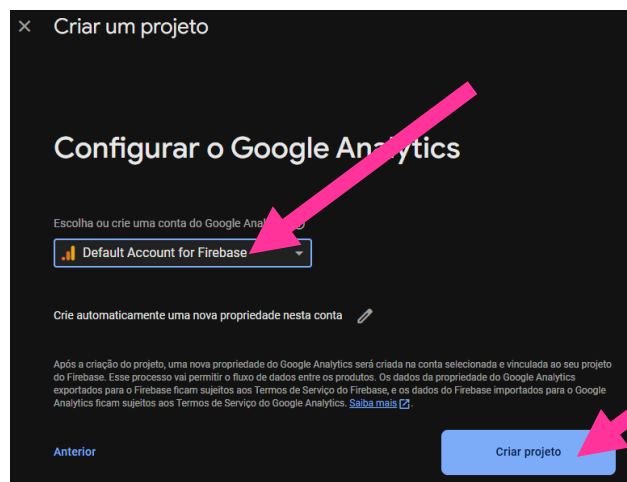 Criar um projeto
Configurar o Google Analytics
Escolha ou crie uma conta do Google
Default Account for Firebase
Crie automaticamente uma nova propriedade nesta conta
Após a criação do projeto, uma nova propriedade do Google Analytics será criada na conta selecionada e vinculada ao seu projeto
do Firebase. Esse processo vai permitir o fluxo de dados entre os produtos. Os dados da propriedade do Google Analytics
exportados para o Firebase ficam sujeitos aos Termos de Serviço do Firebase, e os dados do Firebase importados para o Google
Analytics ficam sujeitos aos Termos de Serviço do Google Analytics. Saiba mais.
Anterior
Criar projeto